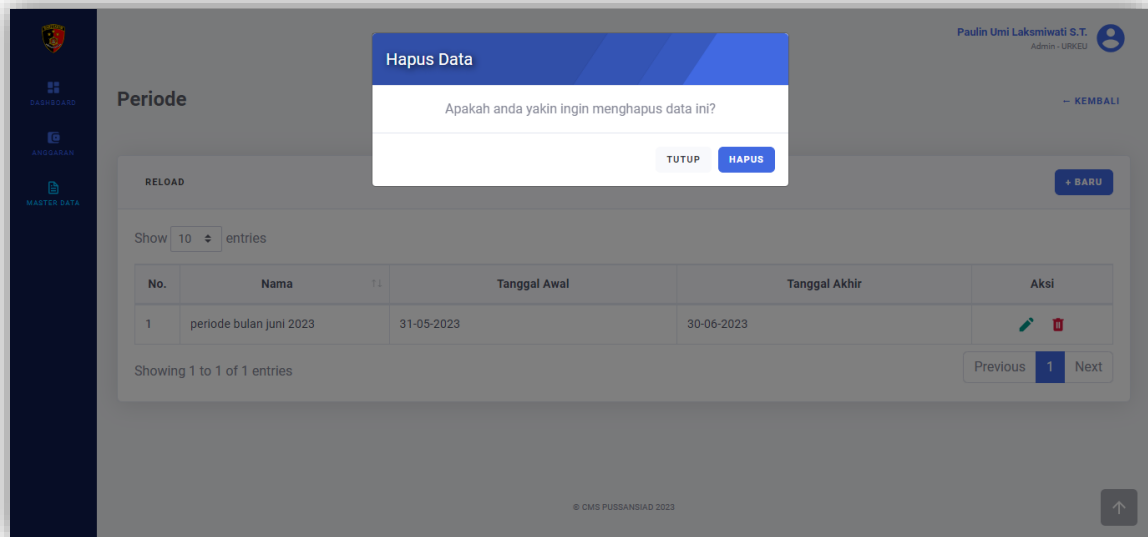 Paulin Umi Laksmiwati S.T.
Admin - URKEU
DASHBOARD
ANGGARAN
MASTER DATA
Periode
← KEMBALI
Hapus Data
Apakah anda yakin ingin menghapus data ini?
TUTUP HAPUS
RELOAD + BARU
Show 10 entries
No. Nama Tanggal Awal Tanggal Akhir Aksi
1 periode bulan juni 2023 31-05-2023 30-06-2023
Showing 1 to 1 of 1 entries
Previous 1 Next
© CMS PUSSANSIAD 2023